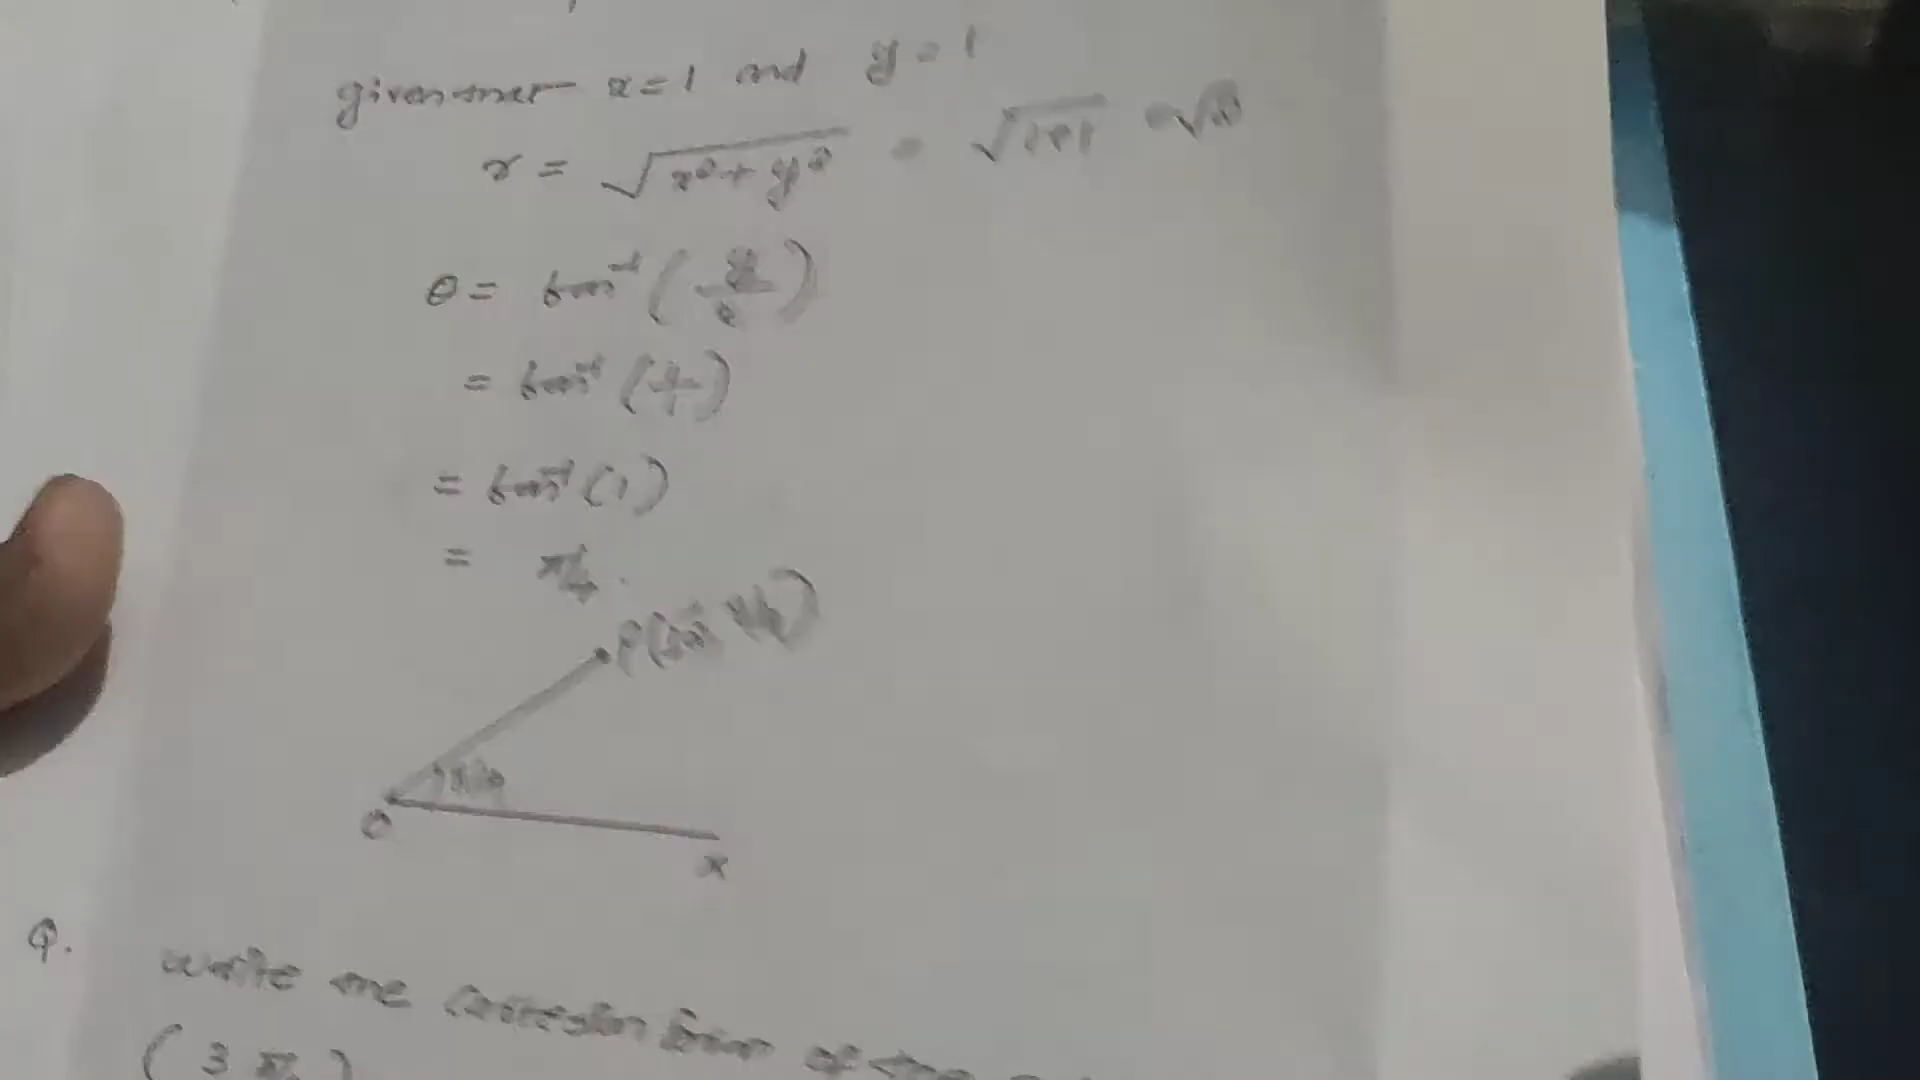 given that x = 1 and y = 1
r = √(x² + y²) = √(1+1) = √2
θ = tan⁻¹ (y/x)
= tan⁻¹ (1/1)
= tan⁻¹ (1)
= π/4.
P(√2, π/4)
π/4
O
x
Q. write the cartesian form of the
(3